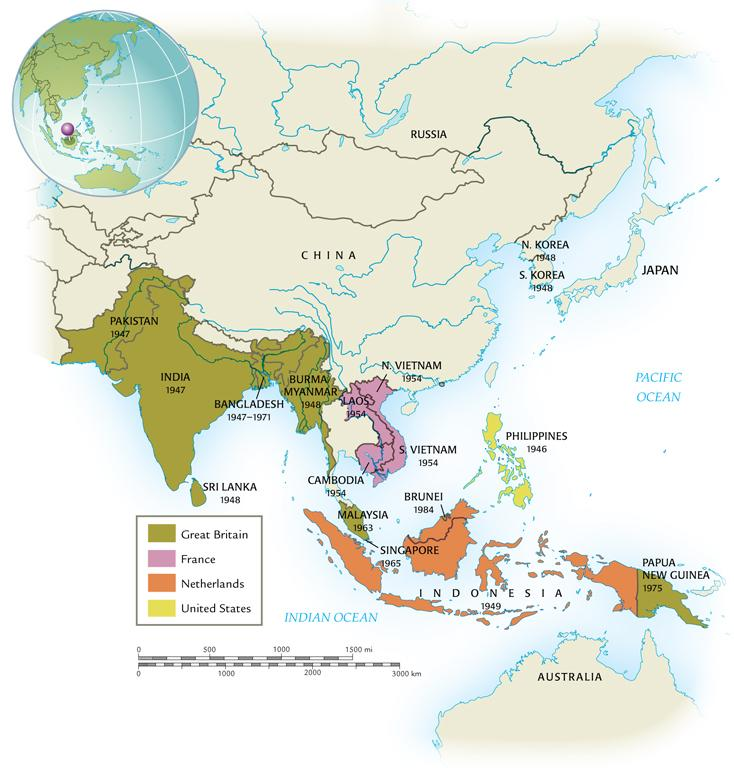 RUSSIA
CHINA
N. KOREA
1948
S. KOREA
1948
JAPAN
PAKISTAN
1947
INDIA
1947
BANGLADESH
1947–1971
BURMA
MYANMAR
1948
N. VIETNAM
1954
LAOS
1954
S. VIETNAM
1954
CAMBODIA
1954
PACIFIC
OCEAN
PHILIPPINES
1946
SRI LANKA
1948
BRUNEI
1984
MALAYSIA
1963
SINGAPORE
1965
INDONESIA
1949
PAPUA
NEW GUINEA
1975
Great Britain
France
Netherlands
United States
INDIAN OCEAN
0 500 1000 1500 mi
0 1000 2000 3000 km
AUSTRALIA